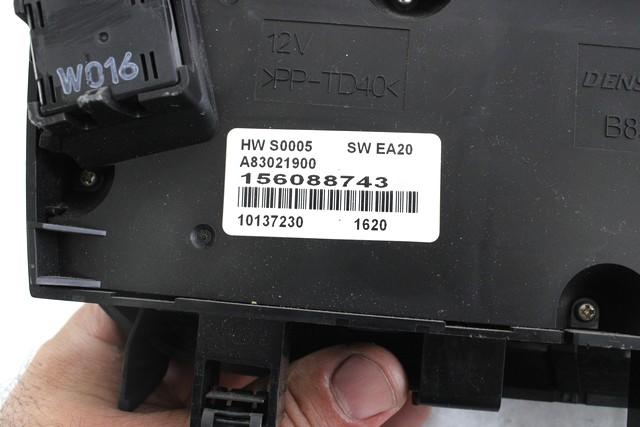 W016
12V
>PP-TD40<
DENS
B8
HW S0005 SW EA20
A83021900
156088743
10137230 1620